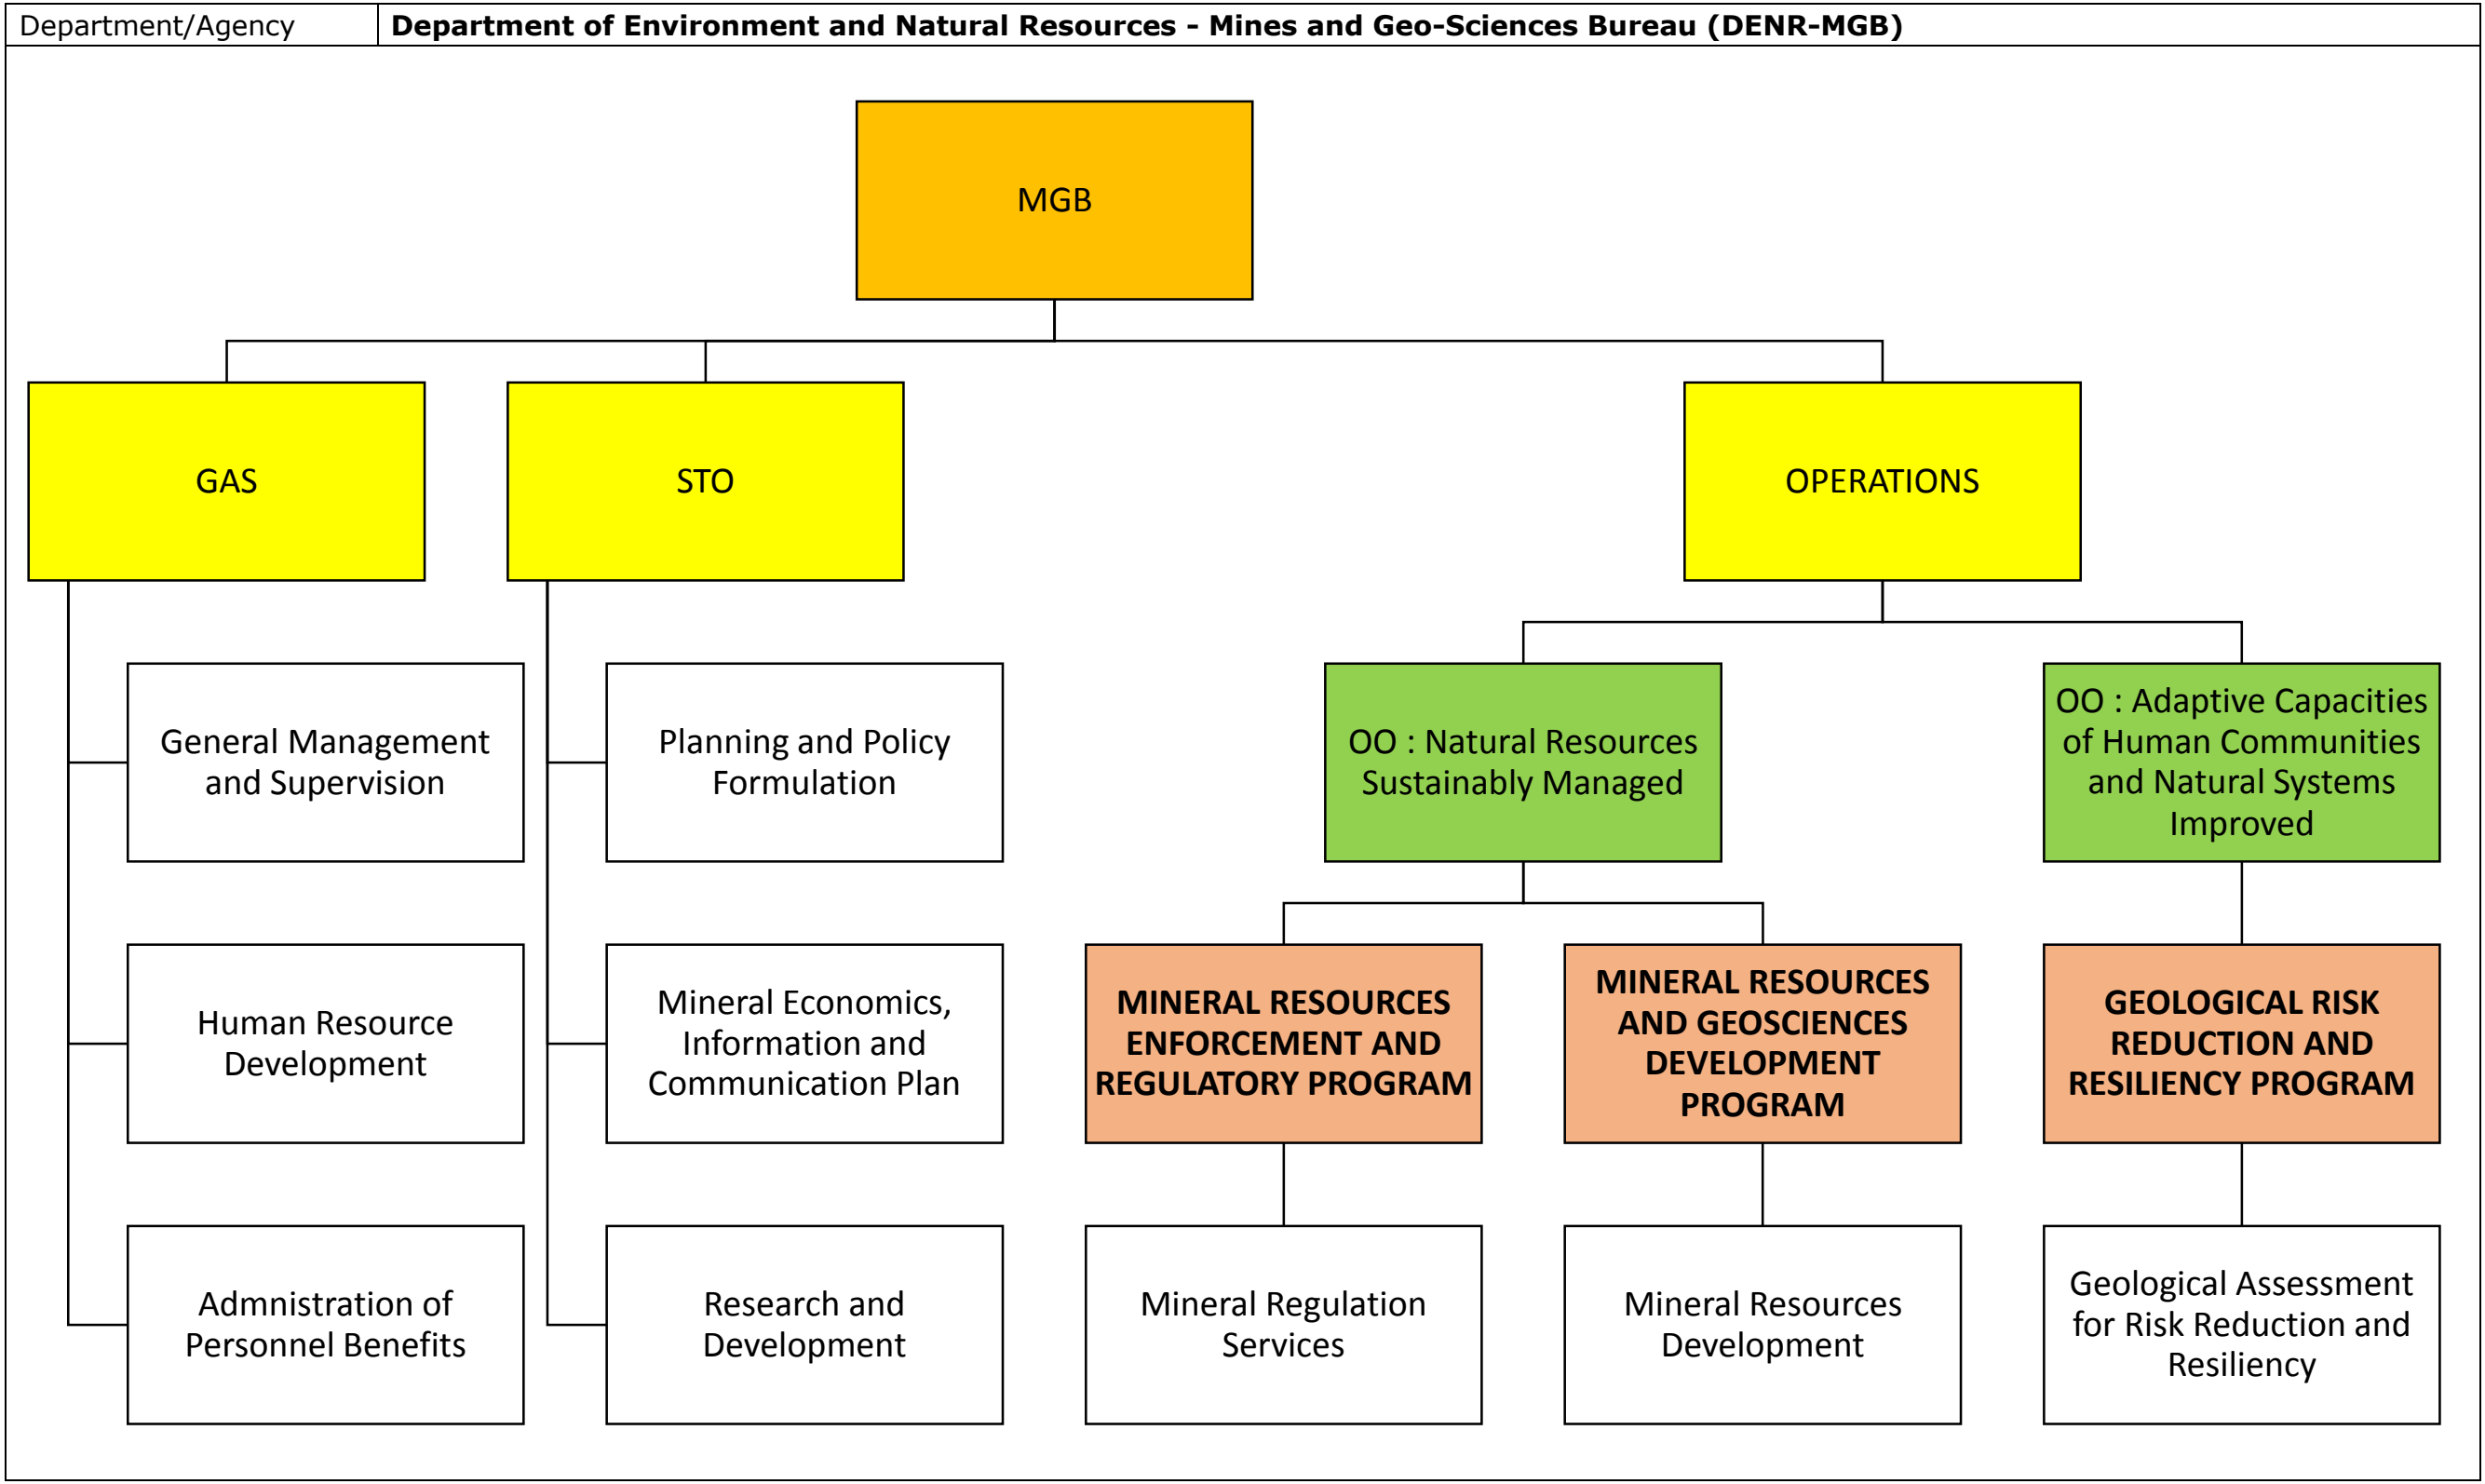 Department/Agency
Department of Environment and Natural Resources - Mines and Geo-Sciences Bureau (DENR-MGB)
MGB
GAS
STO
OPERATIONS
General Management
and Supervision
Planning and Policy
Formulation
OO : Natural Resources
Sustainably Managed
OO : Adaptive Capacities
of Human Communities
and Natural Systems
Improved
Human Resource
Development
Mineral Economics,
Information and
Communication Plan
MINERAL RESOURCES
ENFORCEMENT AND
REGULATORY PROGRAM
MINERAL RESOURCES
AND GEOSCIENCES
DEVELOPMENT
PROGRAM
GEOLOGICAL RISK
REDUCTION AND
RESILIENCY PROGRAM
Admnistration of
Personnel Benefits
Research and
Development
Mineral Regulation
Services
Mineral Resources
Development
Geological Assessment
for Risk Reduction and
Resiliency